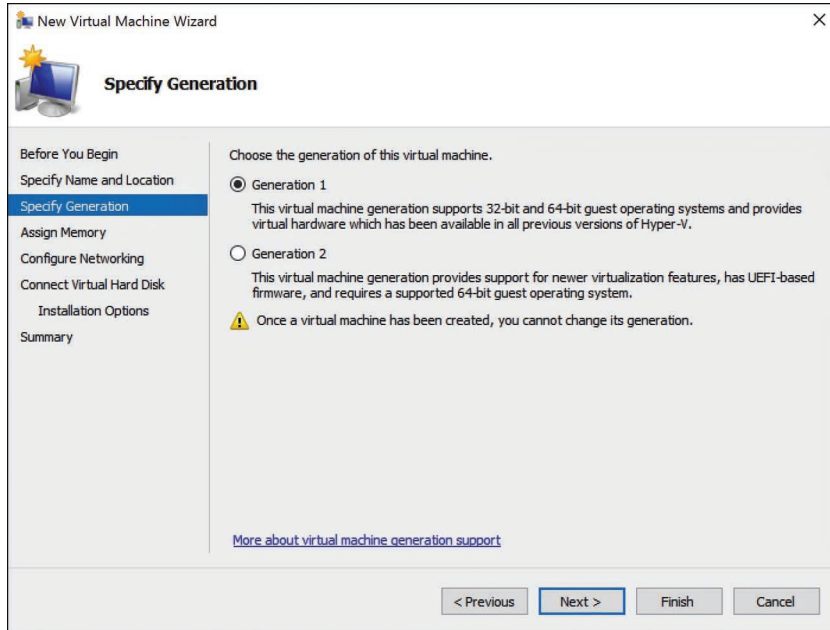 New Virtual Machine Wizard
Specify Generation
Before You Begin
Specify Name and Location
Specify Generation
Assign Memory
Configure Networking
Connect Virtual Hard Disk
Installation Options
Summary
Choose the generation of this virtual machine.
Generation 1
This virtual machine generation supports 32-bit and 64-bit guest operating systems and provides
virtual hardware which has been available in all previous versions of Hyper-V.
Generation 2
This virtual machine generation provides support for newer virtualization features, has UEFI-based
firmware, and requires a supported 64-bit guest operating system.
Once a virtual machine has been created, you cannot change its generation.
More about virtual machine generation support
< Previous
Next >
Finish
Cancel